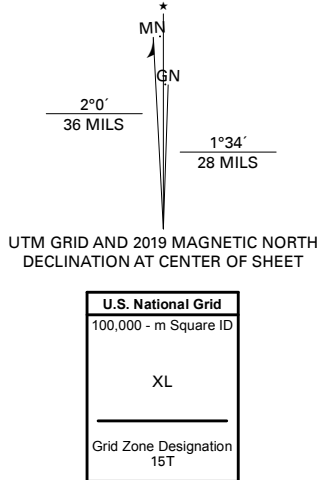 MN
GN
2°0´
36 MILS
1°34´
28 MILS
UTM GRID AND 2019 MAGNETIC NORTH
DECLINATION AT CENTER OF SHEET
U.S. National Grid
100,000 - m Square ID
XL
Grid Zone Designation
15T